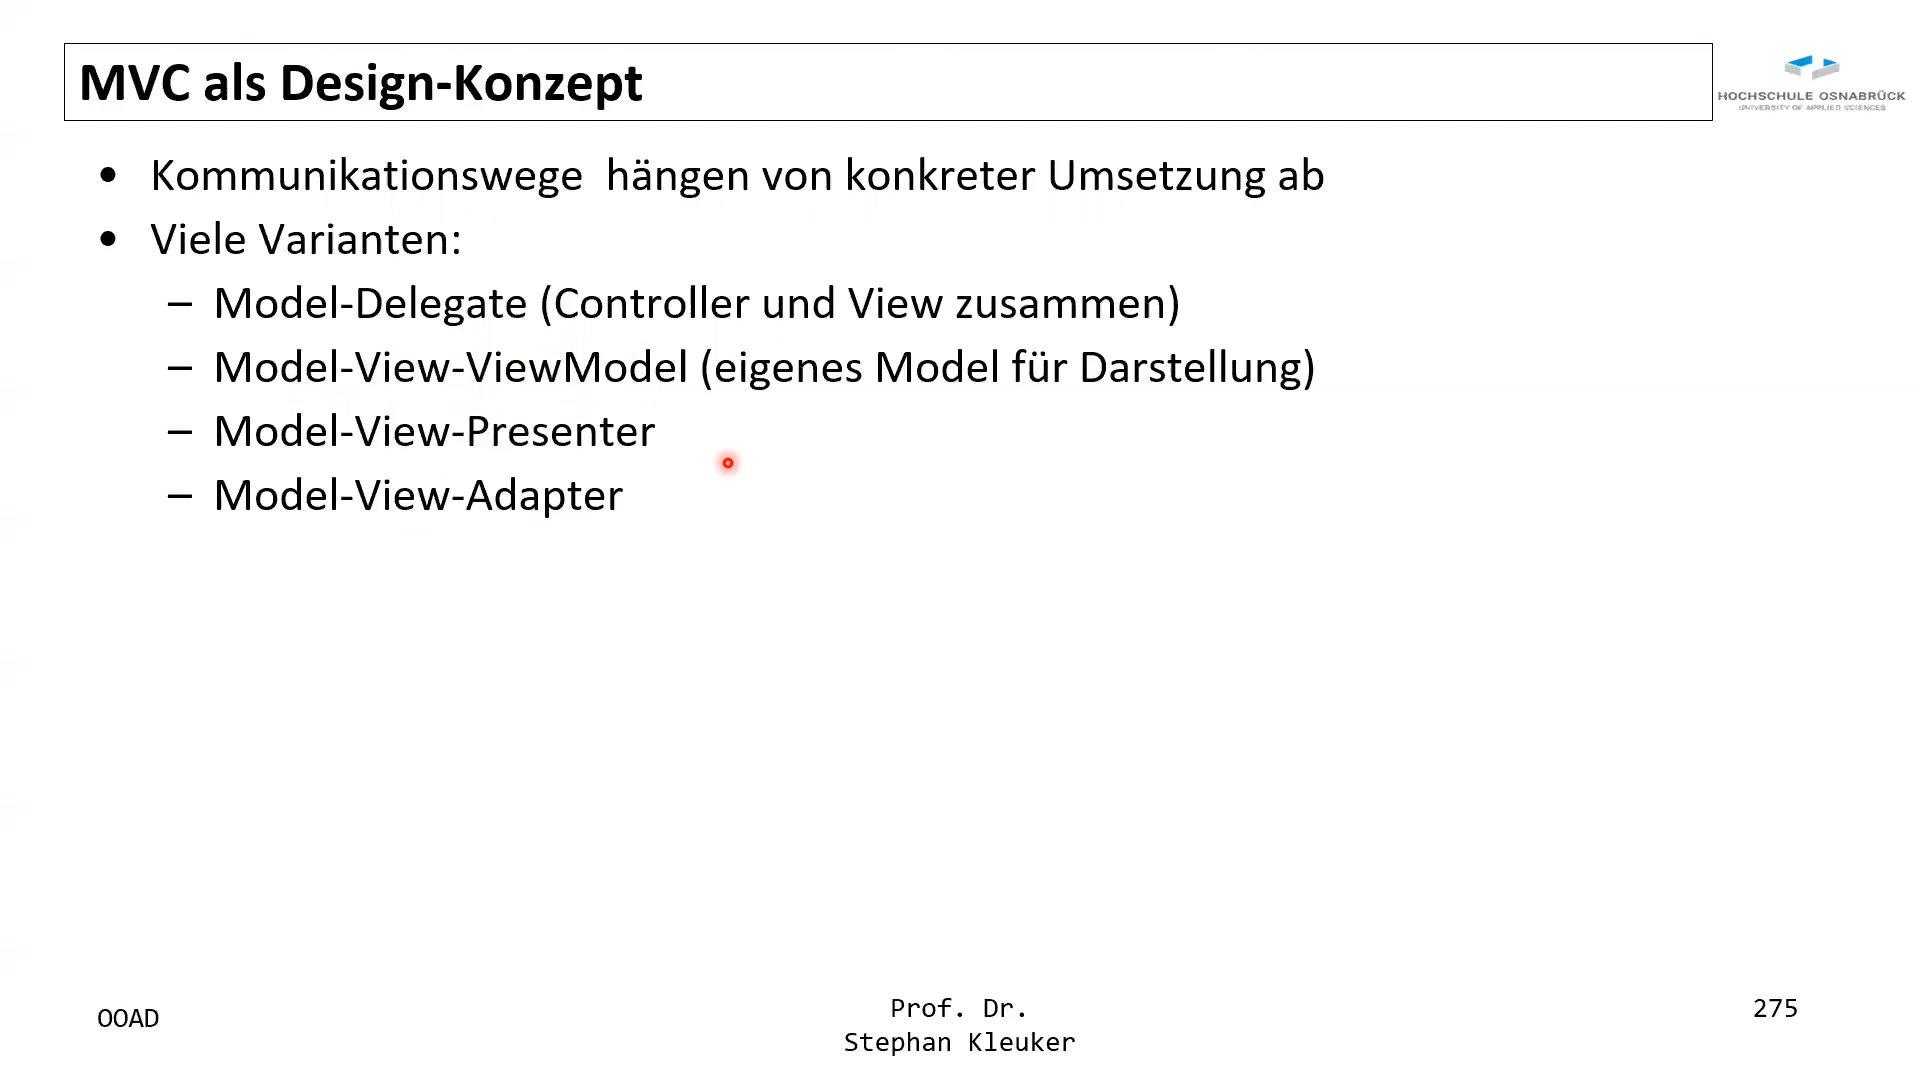 MVC als Design-Konzept
HOCHSCHULE OSNABRÜCK
UNIVERSITY OF APPLIED SCIENCES
• Kommunikationswege  hängen von konkreter Umsetzung ab
• Viele Varianten:
– Model-Delegate (Controller und View zusammen)
– Model-View-ViewModel (eigenes Model für Darstellung)
– Model-View-Presenter
– Model-View-Adapter
OOAD
Prof. Dr.
Stephan Kleuker
275